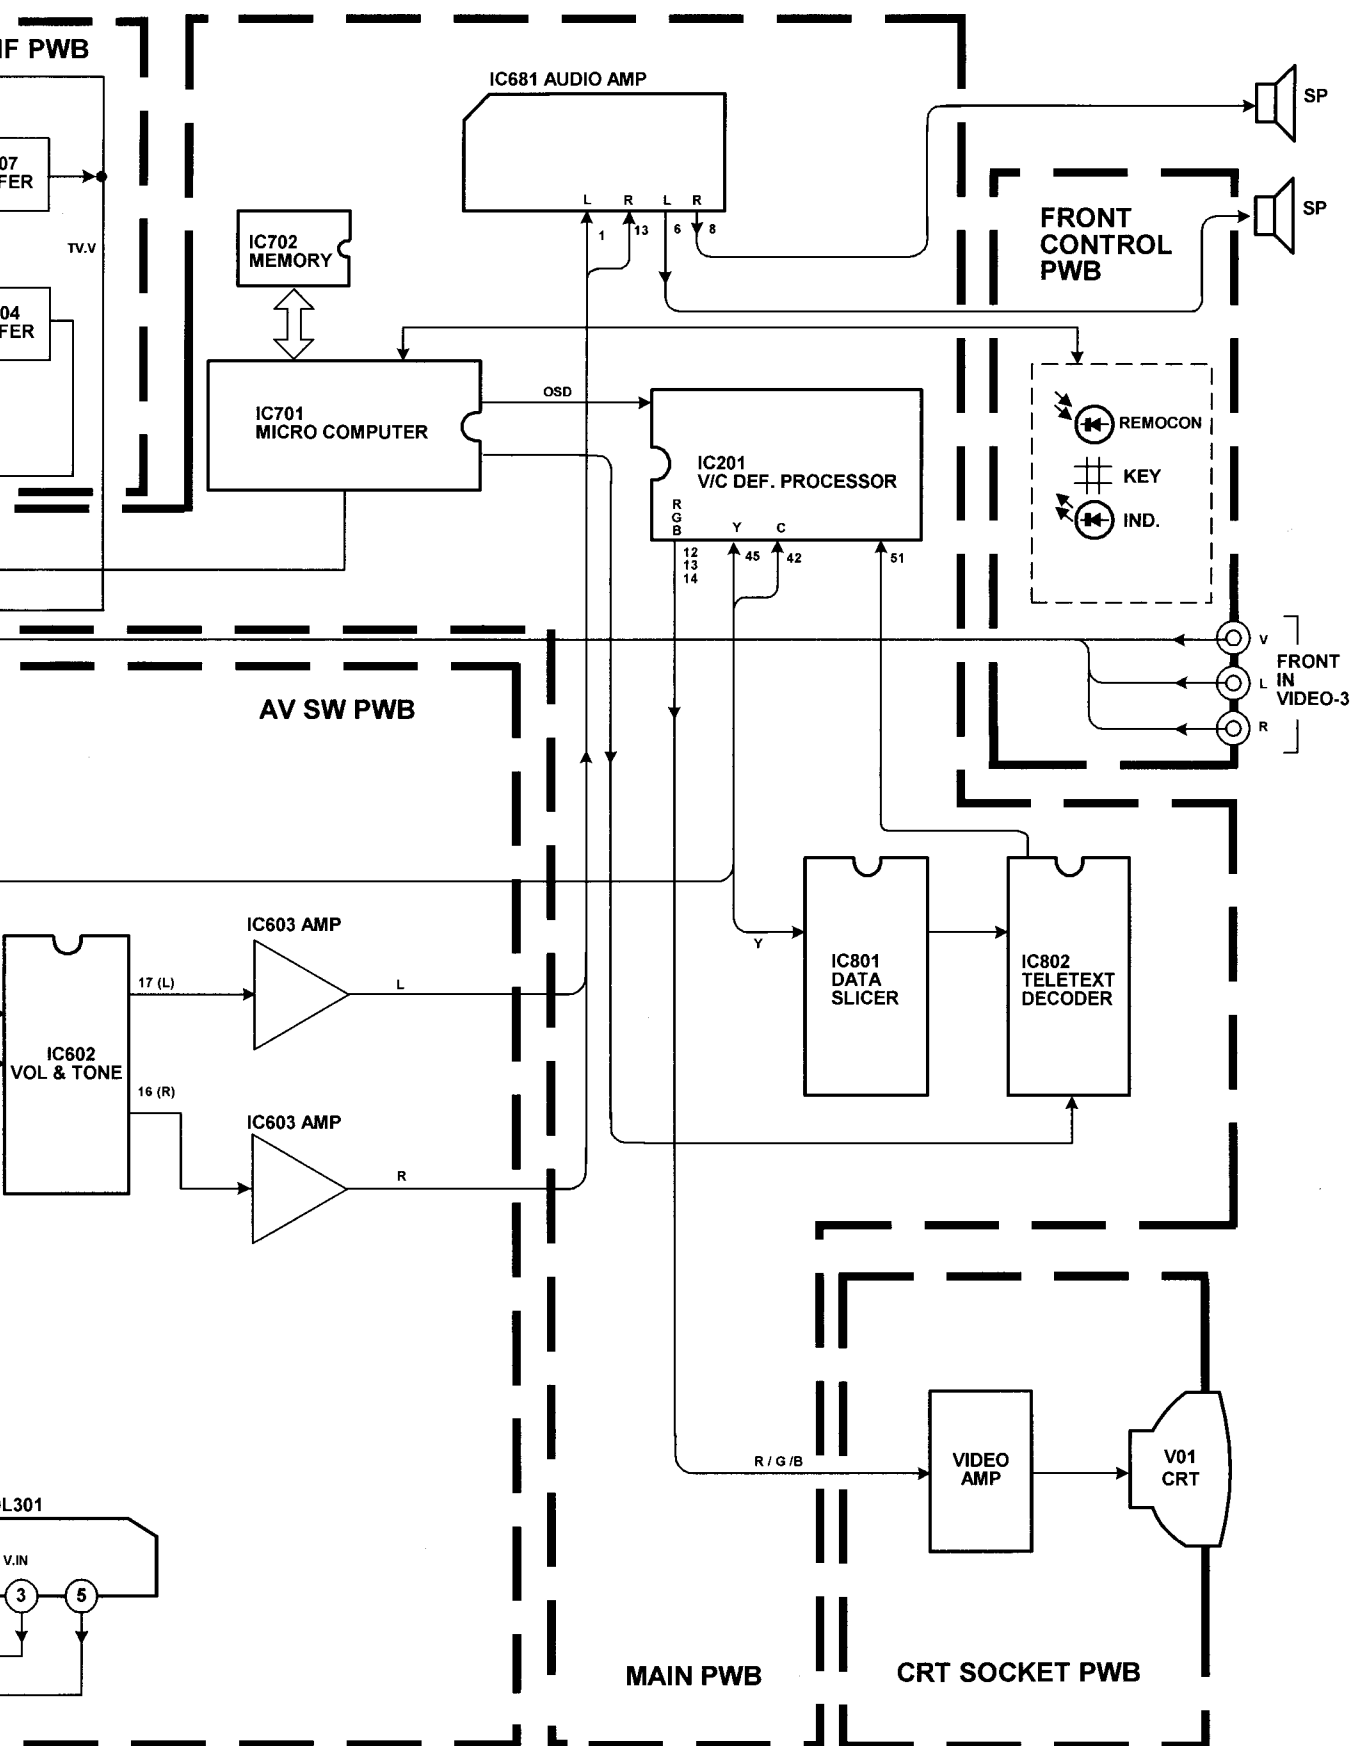 IF PWB
IC681 AUDIO AMP
SP
07
FER
L R L R
1 13 6 8
SP
IC702
MEMORY
TV.V
FRONT
CONTROL
PWB
04
FER
OSD
IC701
MICRO COMPUTER
REMOCON
IC201
V/C DEF. PROCESSOR
KEY
R
G
B
Y C
IND.
12
13
14
45 42 51
V
FRONT
IN
VIDEO-3
L
R
AV SW PWB
IC603 AMP
Y
IC801
DATA
SLICER
IC802
TELETEXT
DECODER
17 (L)
L
IC602
VOL & TONE
16 (R)
IC603 AMP
R
R / G /B
VIDEO
AMP
V01
CRT
L301
V.IN
3 5
MAIN PWB
CRT SOCKET PWB